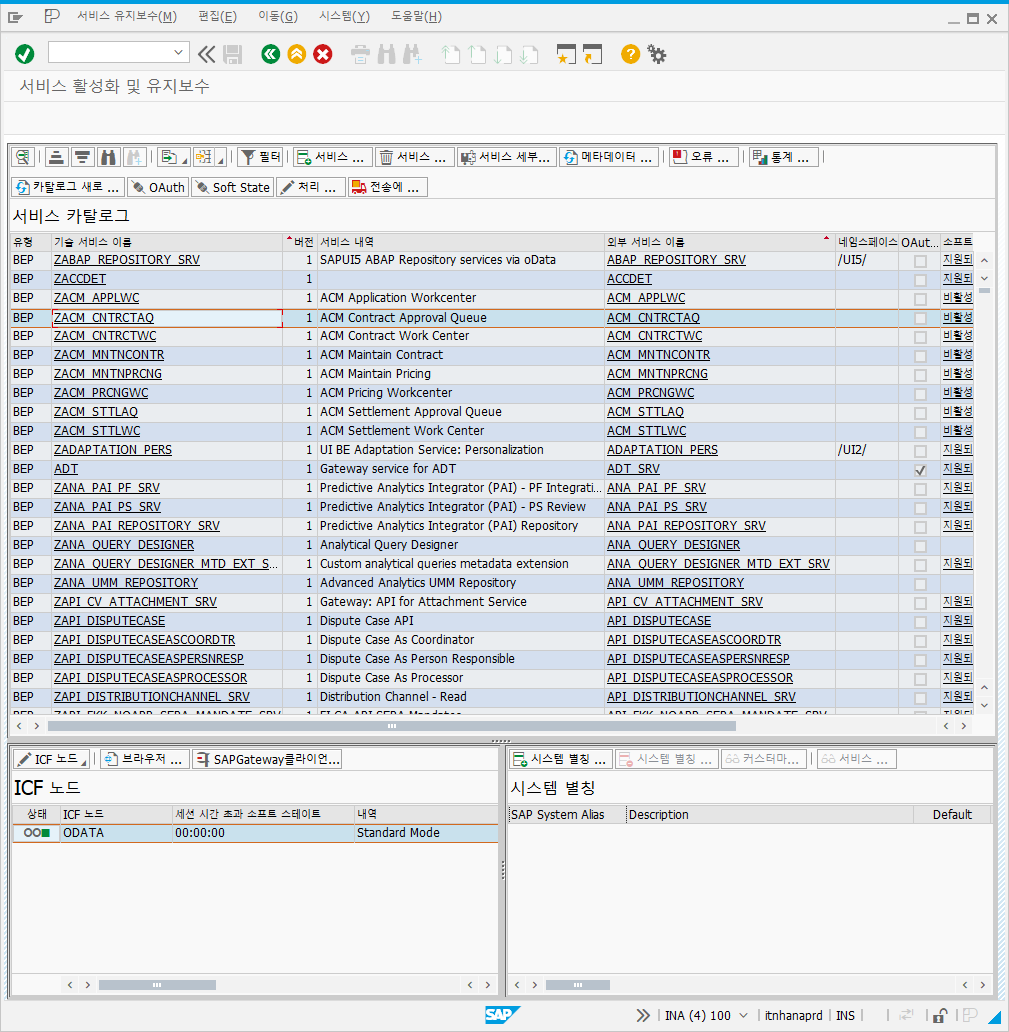 서비스 유지보수(M) 편집(E) 이동(G) 시스템(Y) 도움말(H)
서비스 활성화 및 유지보수
필터 서비스 ... 서비스 ... 서비스 세부... 메타데이터 ... 오류 ... 통계 ...
카탈로그 새로 ... OAuth Soft State 처리 ... 전송에 ...
서비스 카탈로그
유형 기술 서비스 이름 버전 서비스 내역 외부 서비스 이름 네임스페이스 OAut... 소프트
BEP ZABAP_REPOSITORY_SRV 1 SAPUI5 ABAP Repository services via oData ABAP_REPOSITORY_SRV /UI5/ 지원되
BEP ZACCDET 1 ACCDET 지원되
BEP ZACM_APPLWC 1 ACM Application Workcenter ACM_APPLWC 비활성
BEP ZACM_CNTRCTAQ 1 ACM Contract Approval Queue ACM_CNTRCTAQ 비활성
BEP ZACM_CNTRCTWC 1 ACM Contract Work Center ACM_CNTRCTWC 비활성
BEP ZACM_MNTNCONTR 1 ACM Maintain Contract ACM_MNTNCONTR 비활성
BEP ZACM_MNTNPRCNG 1 ACM Maintain Pricing ACM_MNTNPRCNG 비활성
BEP ZACM_PRCNGWC 1 ACM Pricing Workcenter ACM_PRCNGWC 비활성
BEP ZACM_STTLAQ 1 ACM Settlement Approval Queue ACM_STTLAQ 비활성
BEP ZACM_STTLWC 1 ACM Settlement Work Center ACM_STTLWC 비활성
BEP ZADAPTATION_PERS 1 UI BE Adaptation Service: Personalization ADAPTATION_PERS /UI2/ 지원되
BEP ADT 1 Gateway service for ADT ADT_SRV 지원되
BEP ZANA_PAI_PF_SRV 1 Predictive Analytics Integrator (PAI) - PF Integrati... ANA_PAI_PF_SRV 지원되
BEP ZANA_PAI_PS_SRV 1 Predictive Analytics Integrator (PAI) - PS Review ANA_PAI_PS_SRV 지원되
BEP ZANA_PAI_REPOSITORY_SRV 1 Predictive Analytics Integrator (PAI) Repository ANA_PAI_REPOSITORY_SRV 지원되
BEP ZANA_QUERY_DESIGNER 1 Analytical Query Designer ANA_QUERY_DESIGNER
BEP ZANA_QUERY_DESIGNER_MTD_EXT_S... 1 Custom analytical queries metadata extension ANA_QUERY_DESIGNER_MTD_EXT_SRV 지원되
BEP ZANA_UMM_REPOSITORY 1 Advanced Analytics UMM Repository ANA_UMM_REPOSITORY
BEP ZAPI_CV_ATTACHMENT_SRV 1 Gateway: API for Attachment Service API_CV_ATTACHMENT_SRV 지원되
BEP ZAPI_DISPUTECASE 1 Dispute Case API API_DISPUTECASE 지원되
BEP ZAPI_DISPUTECASEASCOORDTR 1 Dispute Case As Coordinator API_DISPUTECASEASCOORDTR 지원되
BEP ZAPI_DISPUTECASEASPERSNRESP 1 Dispute Case As Person Responsible API_DISPUTECASEASPERSNRESP 지원되
BEP ZAPI_DISPUTECASEASPROCESSOR 1 Dispute Case As Processor API_DISPUTECASEASPROCESSOR 지원되
BEP ZAPI_DISTRIBUTIONCHANNEL_SRV 1 Distribution Channel - Read API_DISTRIBUTIONCHANNEL_SRV 지원되
ICF 노드 브라우저 ... SAPGateway클라이언...
ICF 노드
상태 ICF 노드 세션 시간 초과 소프트 스테이트 내역
ODATA 00:00:00 Standard Mode
시스템 별칭 ... 시스템 별칭 ... 커스터마... 서비스 ...
시스템 별칭
SAP System Alias Description Default
SAP INA (4) 100 itnhanaprd INS